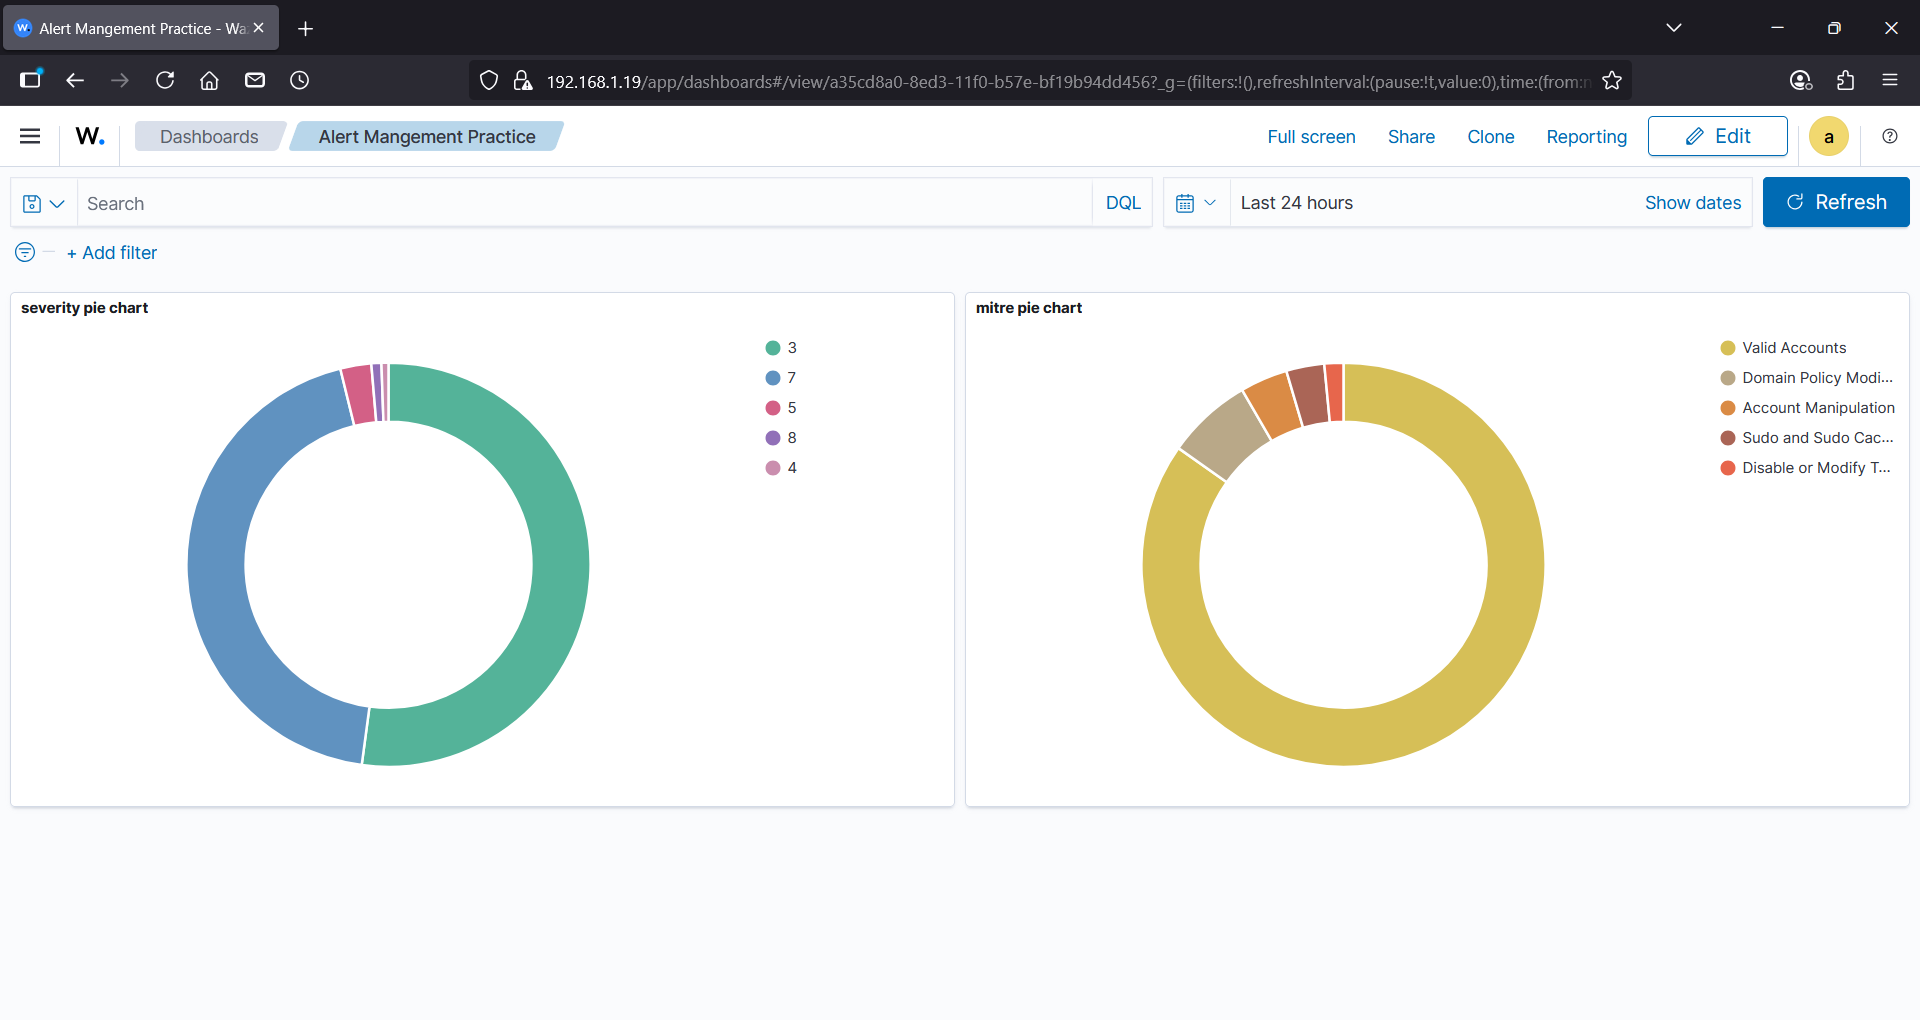 Alert Mangement Practice - Wa
192.168.1.19/app/dashboards#/view/a35cd8a0-8ed3-11f0-b57e-bf19b94dd456?_g=(filters:!(),refreshInterval:(pause:!t,value:0),time:(from:n
W. Dashboards Alert Mangement Practice Full screen Share Clone Reporting Edit a
Search DQL Last 24 hours Show dates Refresh
+ Add filter
severity pie chart
3
7
5
8
4
mitre pie chart
Valid Accounts
Domain Policy Modi...
Account Manipulation
Sudo and Sudo Cac...
Disable or Modify T...